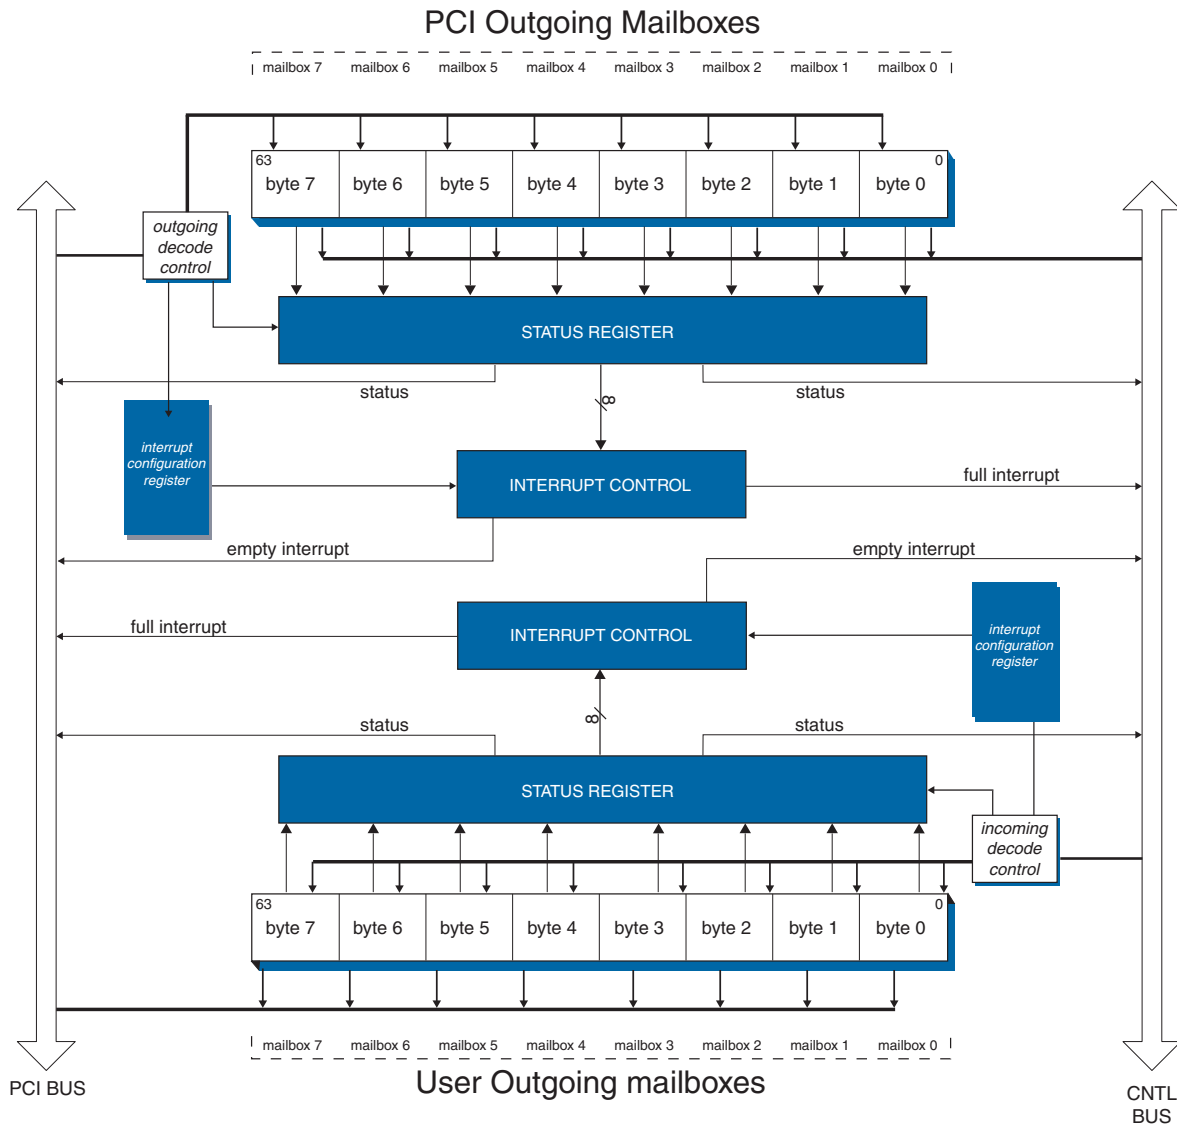 PCI Outgoing Mailboxes
mailbox 7 mailbox 6 mailbox 5 mailbox 4 mailbox 3 mailbox 2 mailbox 1 mailbox 0
63 0
byte 7 byte 6 byte 5 byte 4 byte 3 byte 2 byte 1 byte 0
outgoing
decode
control
STATUS REGISTER
status status
8
interrupt
configuration
register
INTERRUPT CONTROL
full interrupt
empty interrupt
empty interrupt
full interrupt
INTERRUPT CONTROL
interrupt
configuration
register
8
status status
STATUS REGISTER
incoming
decode
control
63 0
byte 7 byte 6 byte 5 byte 4 byte 3 byte 2 byte 1 byte 0
mailbox 7 mailbox 6 mailbox 5 mailbox 4 mailbox 3 mailbox 2 mailbox 1 mailbox 0
User Outgoing mailboxes
PCI BUS
CNTL
BUS